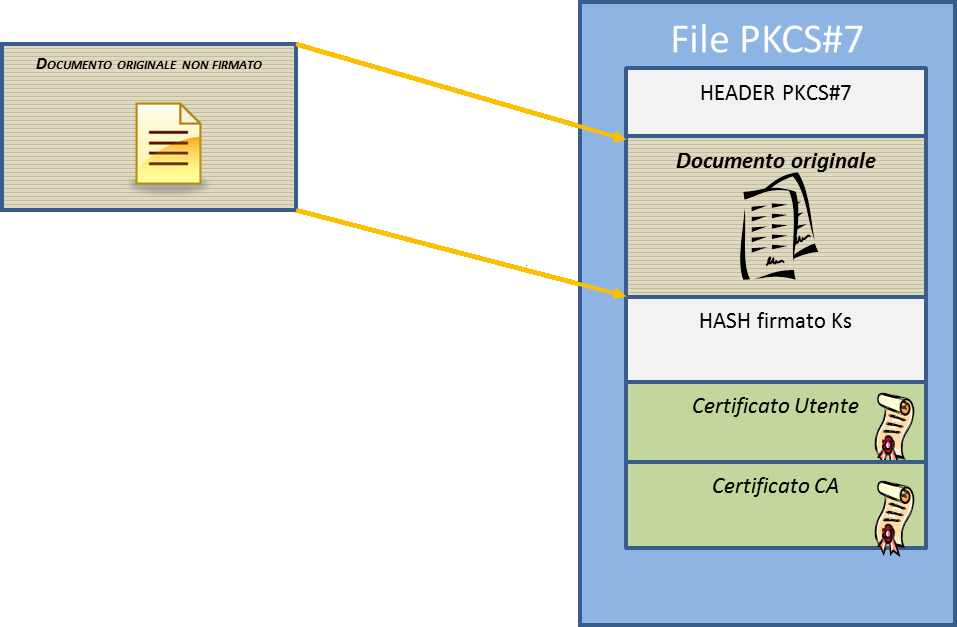 DOCUMENTO ORIGINALE NON FIRMATO
File PKCS#7
HEADER PKCS#7
Documento originale
HASH firmato Ks
Certificato Utente
Certificato CA